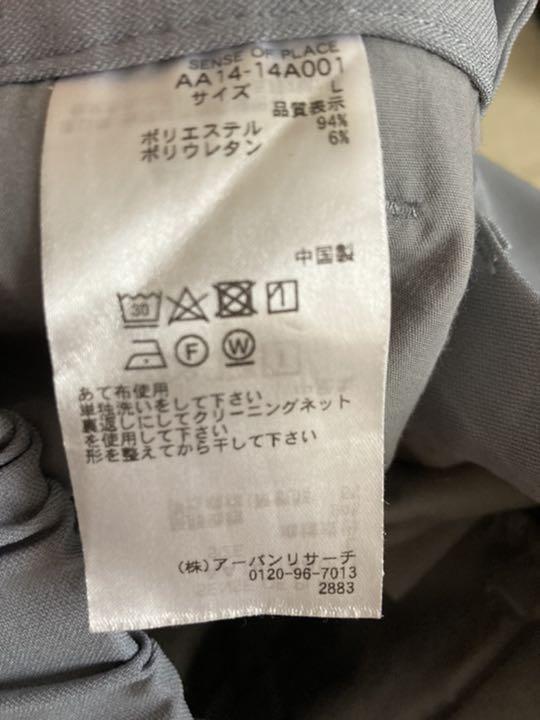 SENSE OF PLACE
AA14-14A001
サイズ L
品質表示
ポリエステル 94%
ポリウレタン 6%
中国製
30
F W
あて布使用
単独洗いをして下さい
裏返しにしてクリーニングネット
を使用して下さい
形を整えてから干して下さい
(株)アーバンリサーチ
0120-96-7013
2883